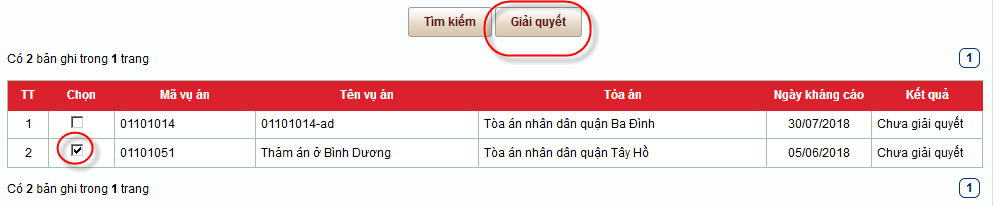 Tìm kiếm Giải quyết
Có 2 bản ghi trong 1 trang 1
TT Chọn Mã vụ án Tên vụ án Tòa án Ngày kháng cáo Kết quả
1 01101014 01101014-ad Tòa án nhân dân quận Ba Đình 30/07/2018 Chưa giải quyết
2 01101051 Thảm án ở Bình Dương Tòa án nhân dân quận Tây Hồ 05/06/2018 Chưa giải quyết
Có 2 bản ghi trong 1 trang 1